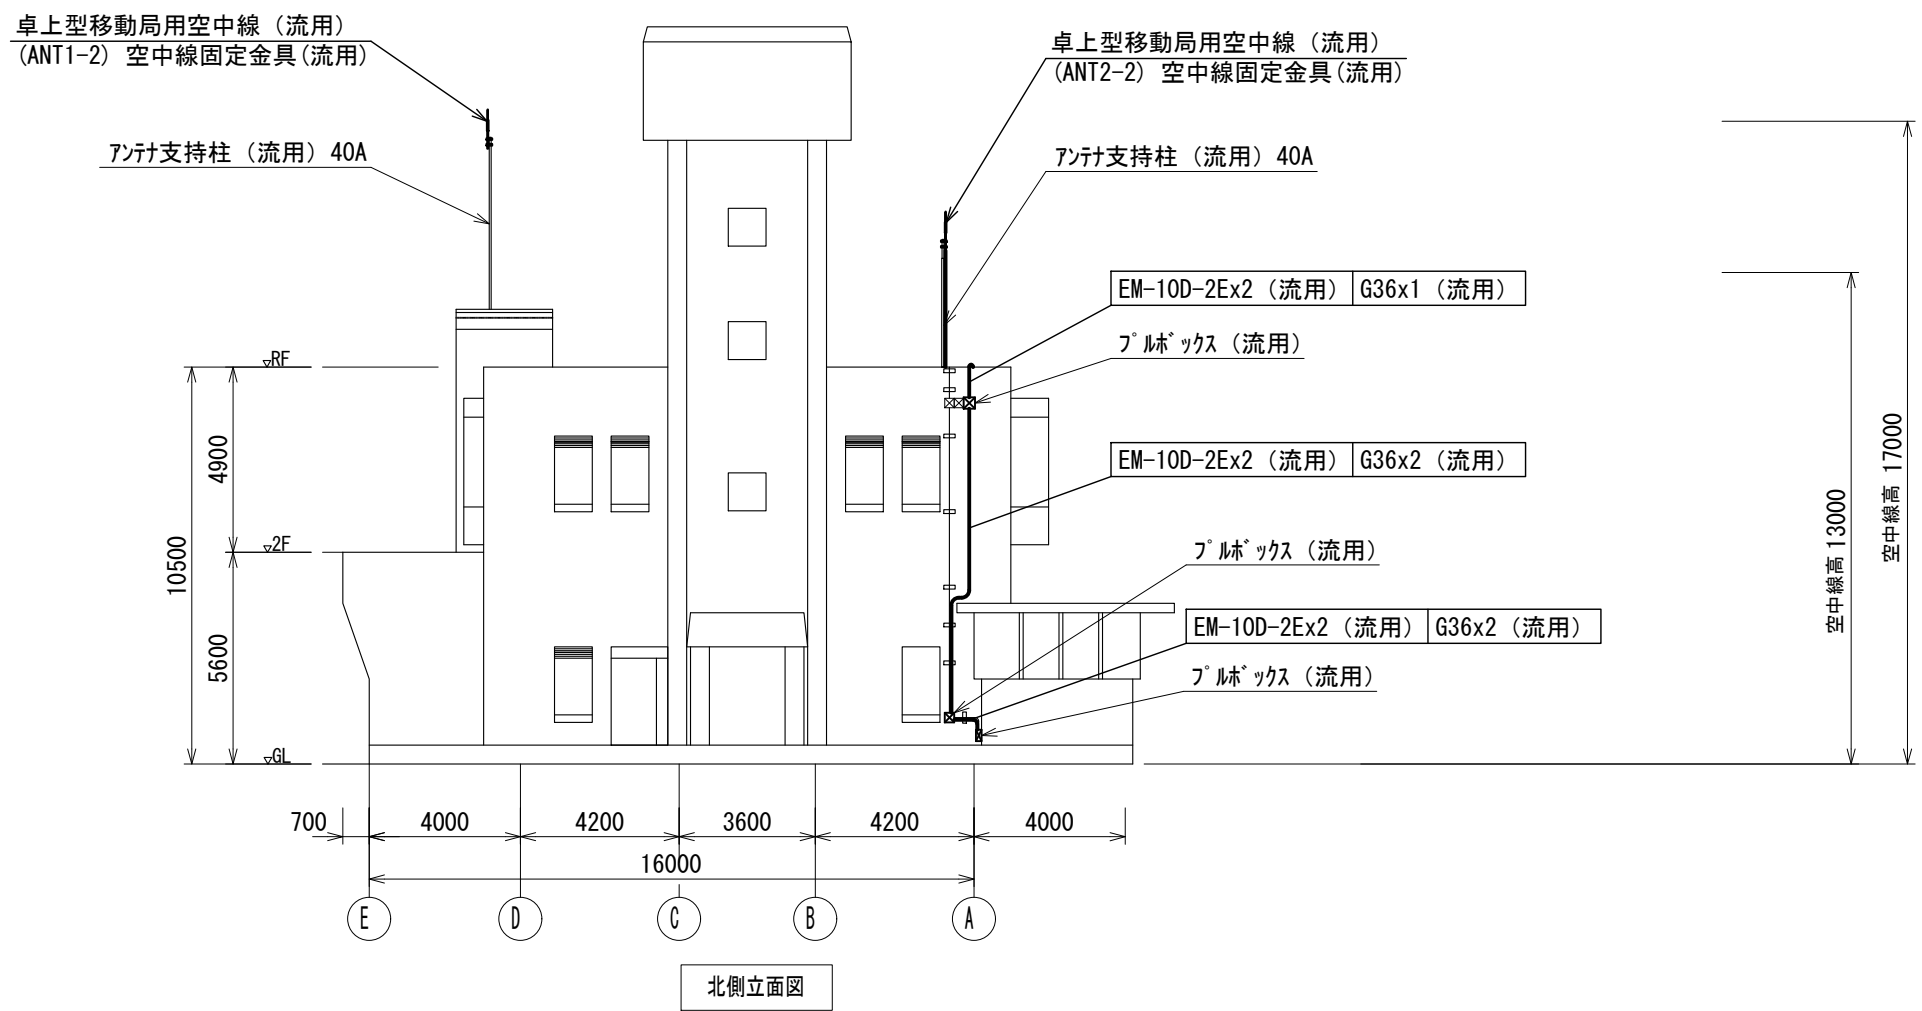 卓上型移動局用空中線（流用）
(ANT1-2) 空中線固定金具(流用)
ｱﾝﾃﾅ支持柱（流用）40A
卓上型移動局用空中線（流用）
(ANT2-2) 空中線固定金具(流用)
ｱﾝﾃﾅ支持柱（流用）40A
EM-10D-2Ex2（流用） G36x1（流用）
ﾌﾟﾙﾎﾞｯｸｽ（流用）
EM-10D-2Ex2（流用） G36x2（流用）
ﾌﾟﾙﾎﾞｯｸｽ（流用）
EM-10D-2Ex2（流用） G36x2（流用）
ﾌﾟﾙﾎﾞｯｸｽ（流用）
RF
2F
GL
10500
4900
5600
空中線高 13000
空中線高 17000
700
4000
4200
3600
4200
4000
16000
E
D
C
B
A
北側立面図